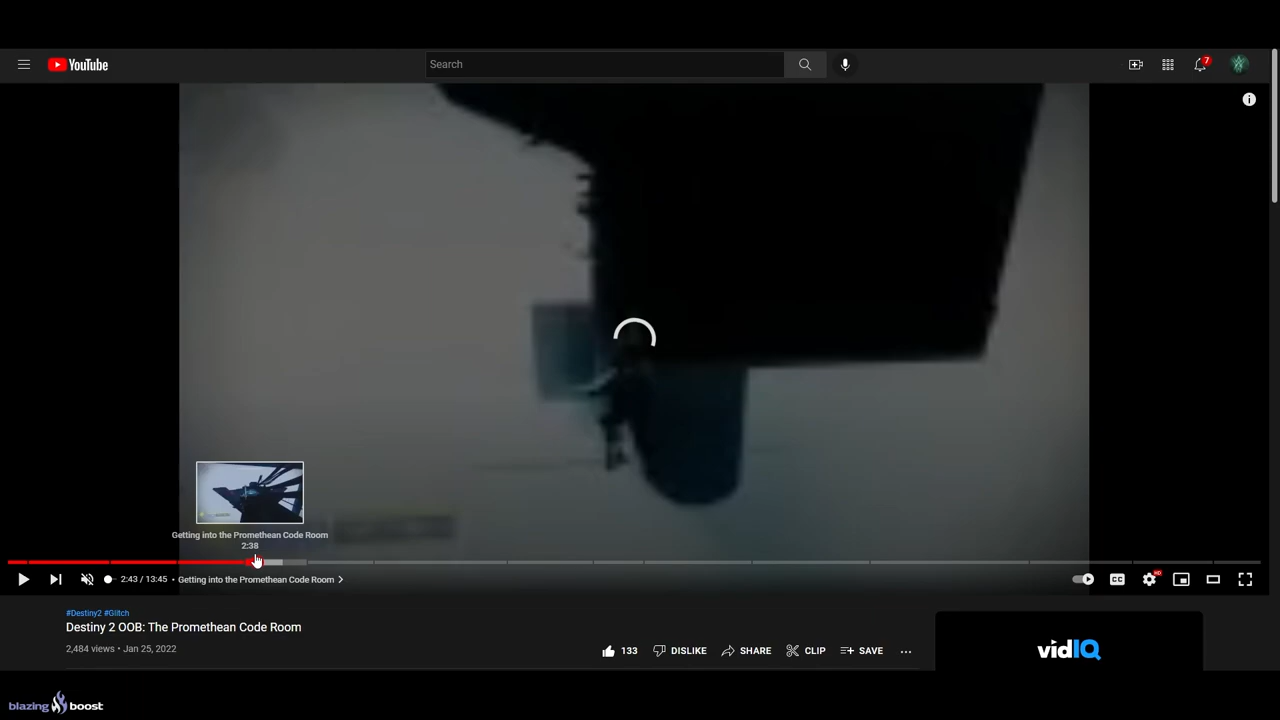 YouTube
Search
7
Getting into the Promethean Code Room
2:38
2:43 / 13:45 • Getting into the Promethean Code Room
CC
HD
#Destiny2 #Glitch
Destiny 2 OOB: The Promethean Code Room
2,484 views • Jan 25, 2022
133 DISLIKE SHARE CLIP SAVE
vidIQ
blazing boost